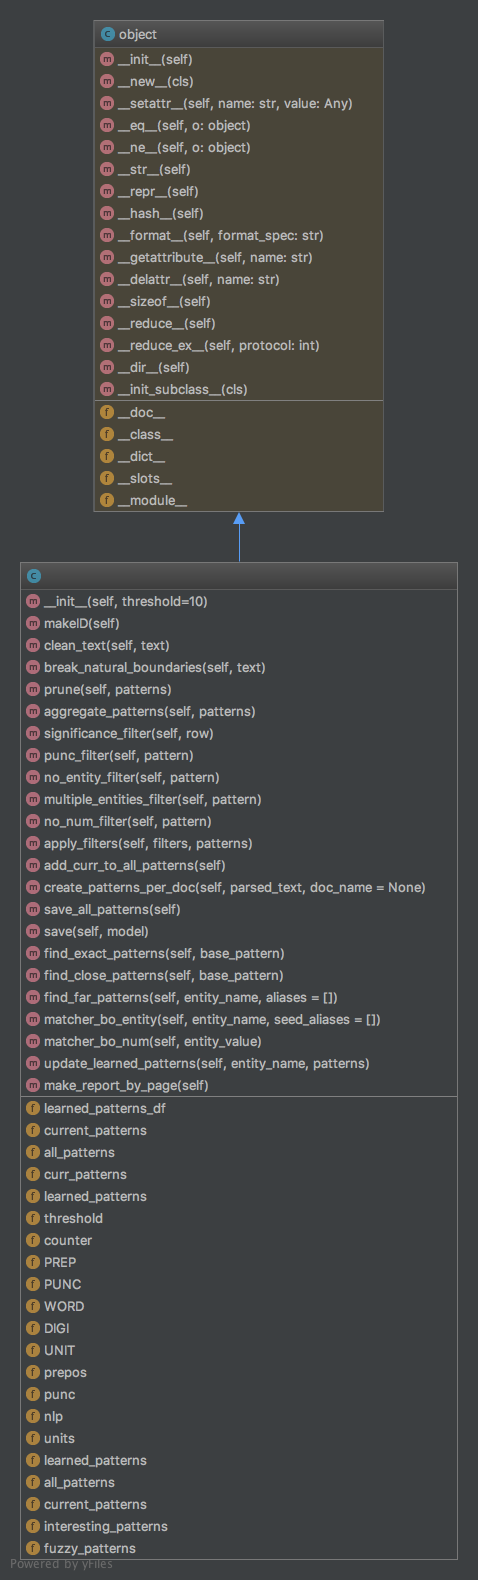 C object
m __init__(self)
m __new__(cls)
m __setattr__(self, name: str, value: Any)
m __eq__(self, o: object)
m __ne__(self, o: object)
m __str__(self)
m __repr__(self)
m __hash__(self)
m __format__(self, format_spec: str)
m __getattribute__(self, name: str)
m __delattr__(self, name: str)
m __sizeof__(self)
m __reduce__(self)
m __reduce_ex__(self, protocol: int)
m __dir__(self)
m __init_subclass__(cls)
f __doc__
f __class__
f __dict__
f __slots__
f __module__
C
m __init__(self, threshold=10)
m makeID(self)
m clean_text(self, text)
m break_natural_boundaries(self, text)
m prune(self, patterns)
m aggregate_patterns(self, patterns)
m significance_filter(self, row)
m punc_filter(self, pattern)
m no_entity_filter(self, pattern)
m multiple_entities_filter(self, pattern)
m no_num_filter(self, pattern)
m apply_filters(self, filters, patterns)
m add_curr_to_all_patterns(self)
m create_patterns_per_doc(self, parsed_text, doc_name = None)
m save_all_patterns(self)
m save(self, model)
m find_exact_patterns(self, base_pattern)
m find_close_patterns(self, base_pattern)
m find_far_patterns(self, entity_name, aliases = [])
m matcher_bo_entity(self, entity_name, seed_aliases = [])
m matcher_bo_num(self, entity_value)
m update_learned_patterns(self, entity_name, patterns)
m make_report_by_page(self)
f learned_patterns_df
f current_patterns
f all_patterns
f curr_patterns
f learned_patterns
f threshold
f counter
f PREP
f PUNC
f WORD
f DIGI
f UNIT
f prepos
f punc
f nlp
f units
f learned_patterns
f all_patterns
f current_patterns
f interesting_patterns
f fuzzy_patterns
Powered by yFiles